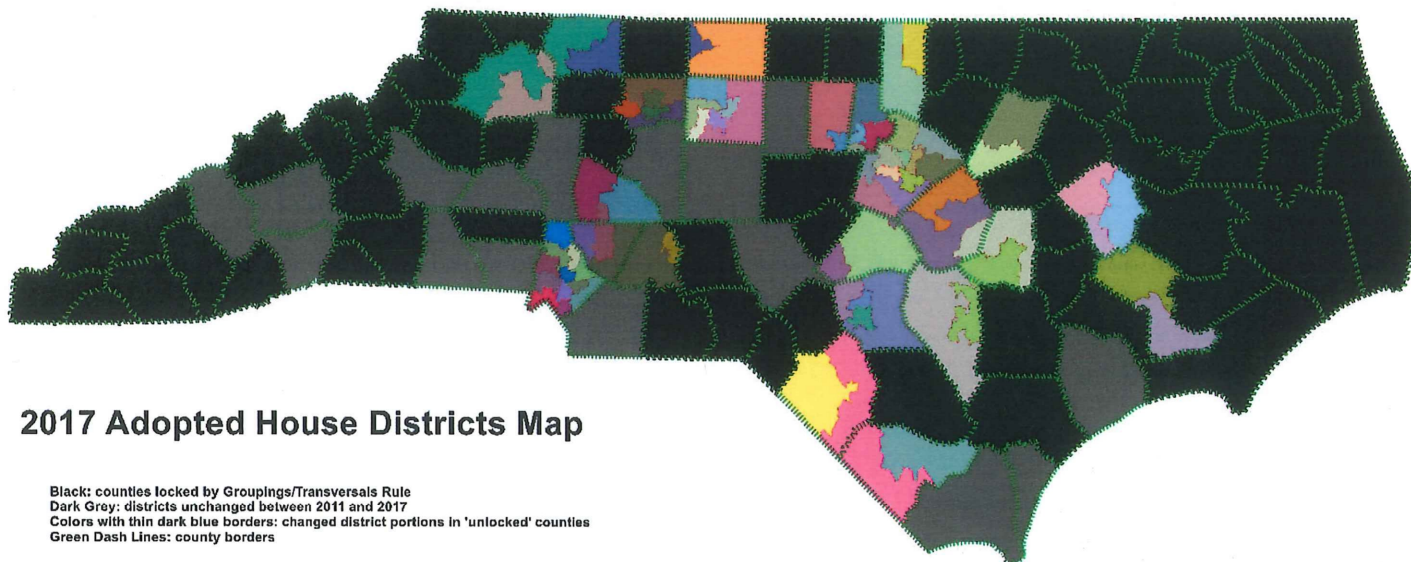 2017 Adopted House Districts Map
Black: counties locked by Groupings/Transversals Rule
Dark Grey: districts unchanged between 2011 and 2017
Colors with thin dark blue borders: changed district portions in 'unlocked' counties
Green Dash Lines: county borders